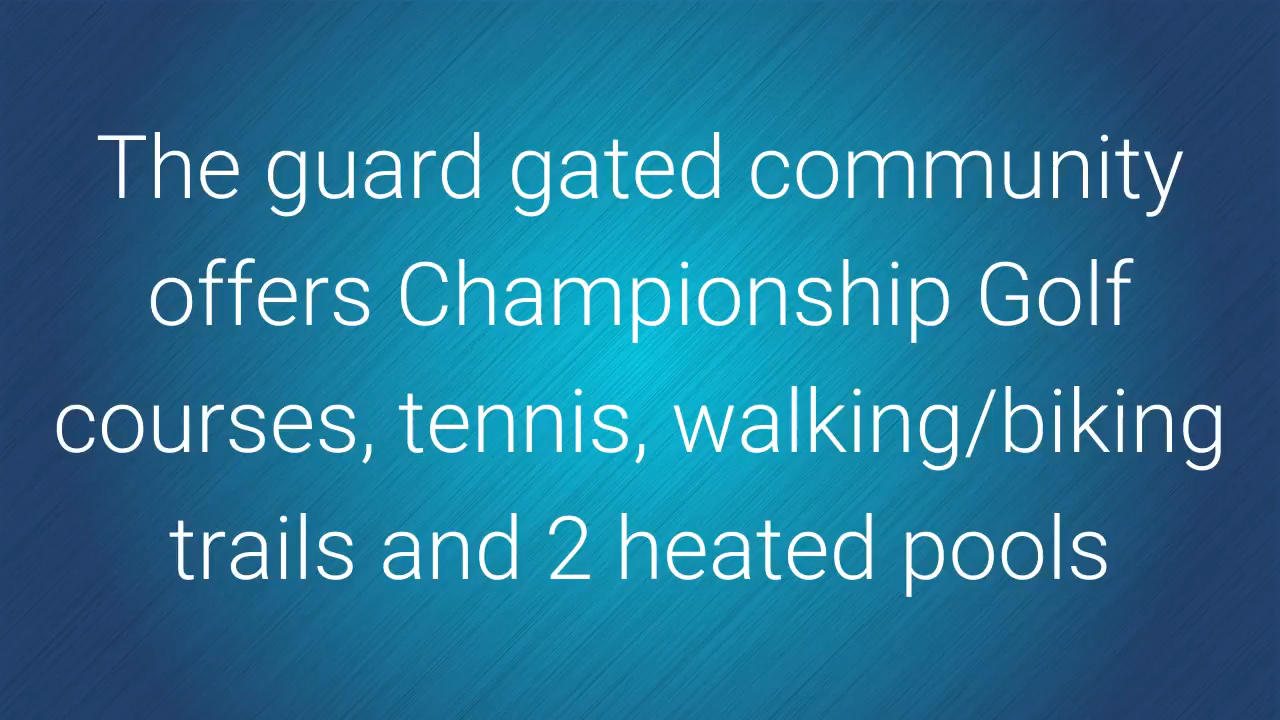 The guard gated community
offers Championship Golf
courses, tennis, walking/biking
trails and 2 heated pools